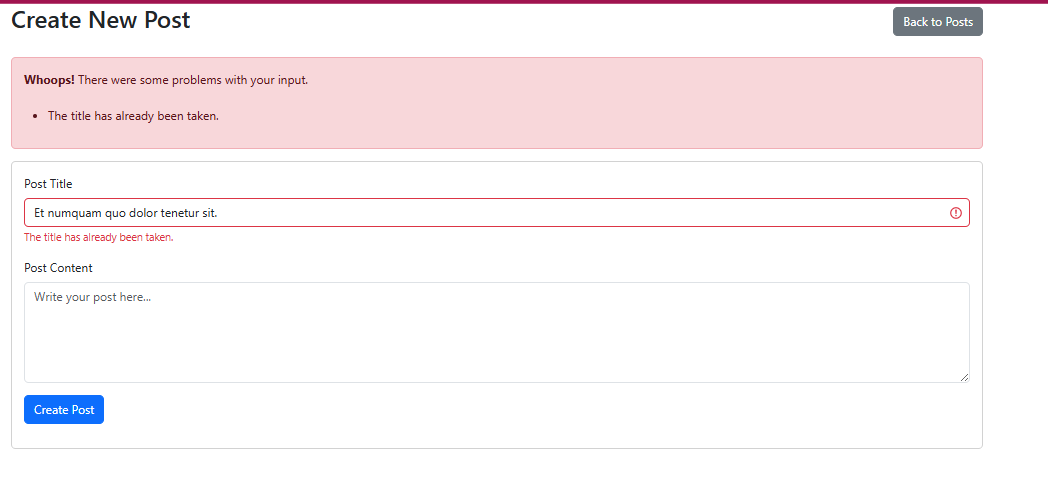 Create New Post
Back to Posts
Whoops! There were some problems with your input.
• The title has already been taken.
Post Title
Et numquam quo dolor tenetur sit.
The title has already been taken.
Post Content
Write your post here...
Create Post